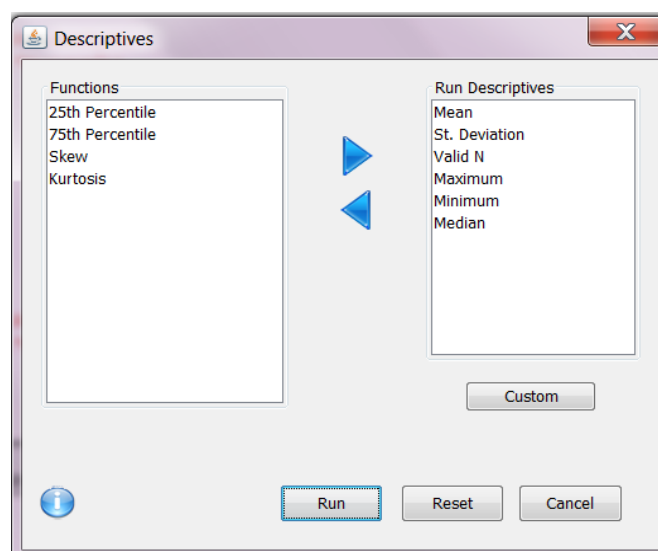 Descriptives
Functions
25th Percentile
75th Percentile
Skew
Kurtosis
Run Descriptives
Mean
St. Deviation
Valid N
Maximum
Minimum
Median
Custom
Run
Reset
Cancel